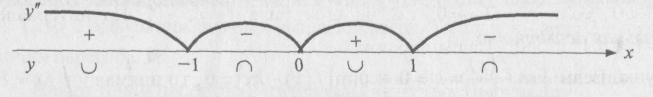 y″
+ − + −
−1 0 1 x
y ∪ ∩ ∪ ∩